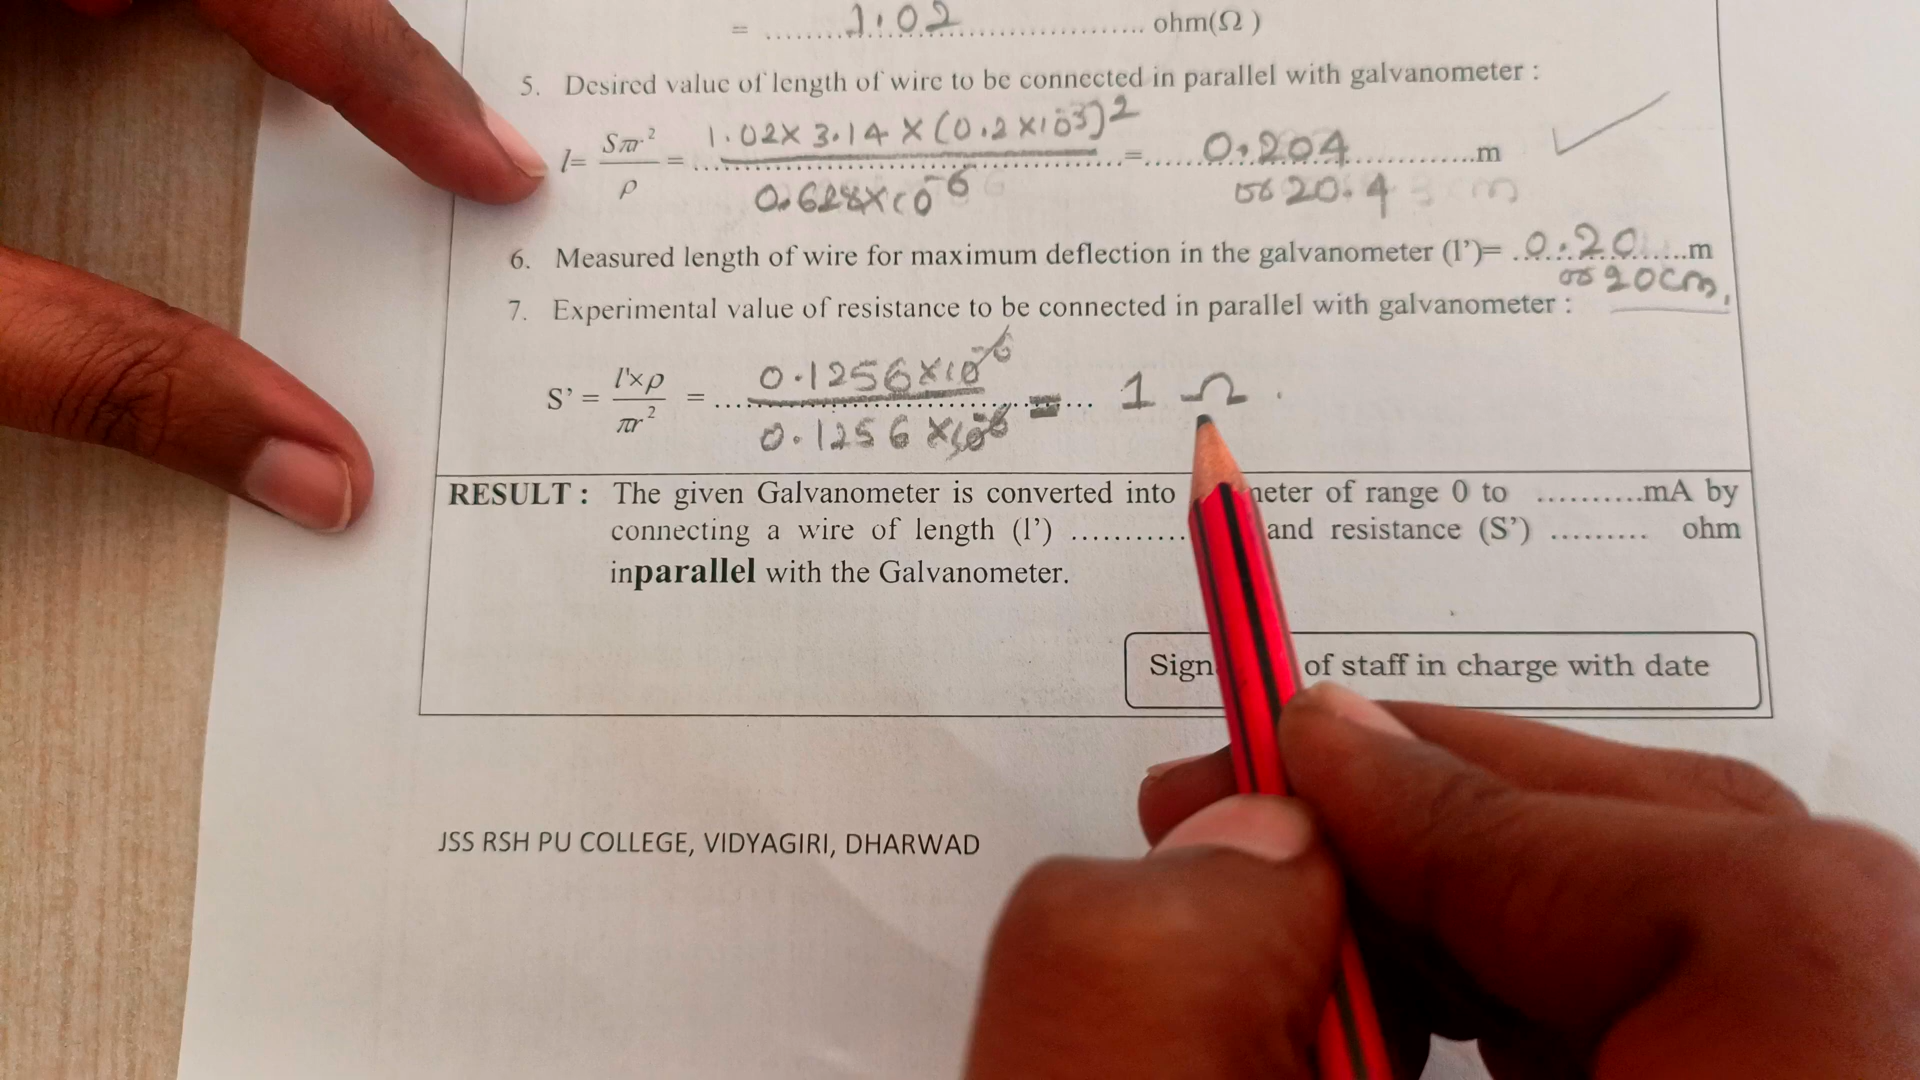 = ........1.02.................. ohm(Ω )
5. Desired value of length of wire to be connected in parallel with galvanometer :
l= Sπr²/ρ = 1.02 x 3.14 x (0.2 x 10⁻³)²/0.628 x 10⁻⁶ = ......0.204............m
or 20.4 cm
6. Measured length of wire for maximum deflection in the galvanometer (l’)= .0.20......m
or 20cm.
7. Experimental value of resistance to be connected in parallel with galvanometer :
S’ = l'×ρ/πr² = 0.1256 x 10⁻⁶/0.1256 x 10⁻⁶ = 1 Ω.
RESULT : The given Galvanometer is converted into meter of range 0 to ..........mA by
connecting a wire of length (l’) ............ and resistance (S’) ......... ohm
inparallel with the Galvanometer.
Sign of staff in charge with date
JSS RSH PU COLLEGE, VIDYAGIRI, DHARWAD